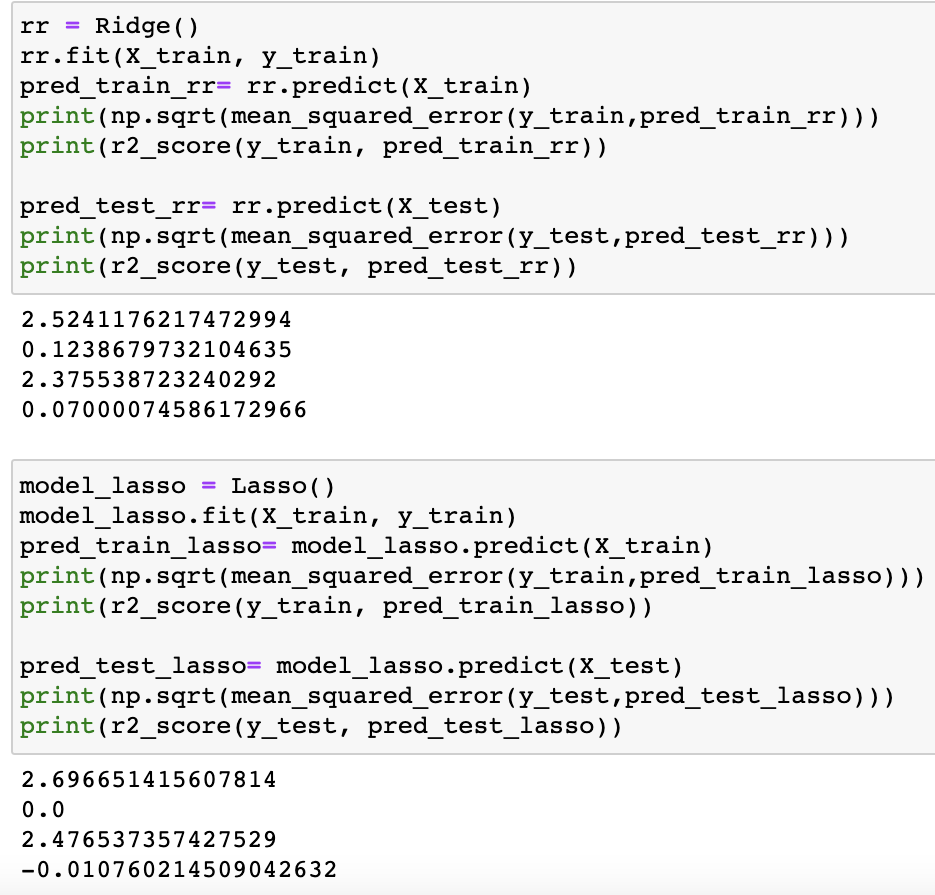 rr = Ridge()
rr.fit(X_train, y_train)
pred_train_rr= rr.predict(X_train)
print(np.sqrt(mean_squared_error(y_train,pred_train_rr)))
print(r2_score(y_train, pred_train_rr))
pred_test_rr= rr.predict(X_test)
print(np.sqrt(mean_squared_error(y_test,pred_test_rr)))
print(r2_score(y_test, pred_test_rr))
2.5241176217472994
0.1238679732104635
2.375538723240292
0.07000074586172966
model_lasso = Lasso()
model_lasso.fit(X_train, y_train)
pred_train_lasso= model_lasso.predict(X_train)
print(np.sqrt(mean_squared_error(y_train,pred_train_lasso)))
print(r2_score(y_train, pred_train_lasso))
pred_test_lasso= model_lasso.predict(X_test)
print(np.sqrt(mean_squared_error(y_test,pred_test_lasso)))
print(r2_score(y_test, pred_test_lasso))
2.696651415607814
0.0
2.476537357427529
-0.010760214509042632